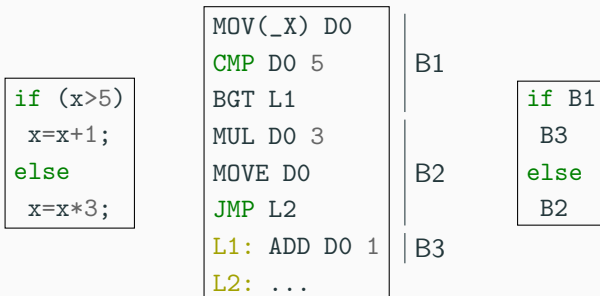 if (x>5)
x=x+1;
else
x=x*3;
MOV(_X) D0
CMP D0 5
BGT L1
MUL D0 3
MOVE D0
JMP L2
L1: ADD D0 1
L2: ...
B1
B2
B3
if B1
B3
else
B2